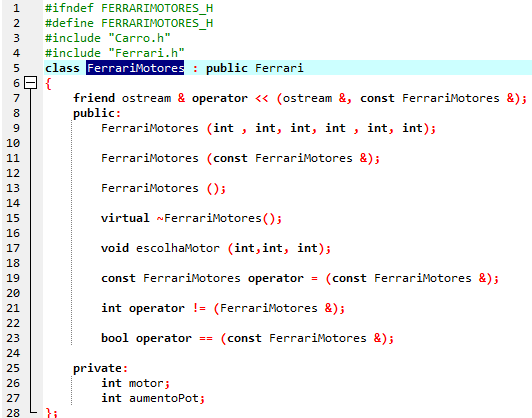 1 #ifndef FERRARIMOTORES_H
2 #define FERRARIMOTORES_H
3 #include "Carro.h"
4 #include "Ferrari.h"
5 class FerrariMotores : public Ferrari
6 {
7 friend ostream & operator << (ostream &, const FerrariMotores &);
8 public:
9 FerrariMotores (int , int, int, int , int, int);
10
11 FerrariMotores (const FerrariMotores &);
12
13 FerrariMotores ();
14
15 virtual ~FerrariMotores();
16
17 void escolhaMotor (int,int, int);
18
19 const FerrariMotores operator = (const FerrariMotores &);
20
21 int operator != (FerrariMotores &);
22
23 bool operator == (const FerrariMotores &);
24
25 private:
26 int motor;
27 int aumentoPot;
28 };